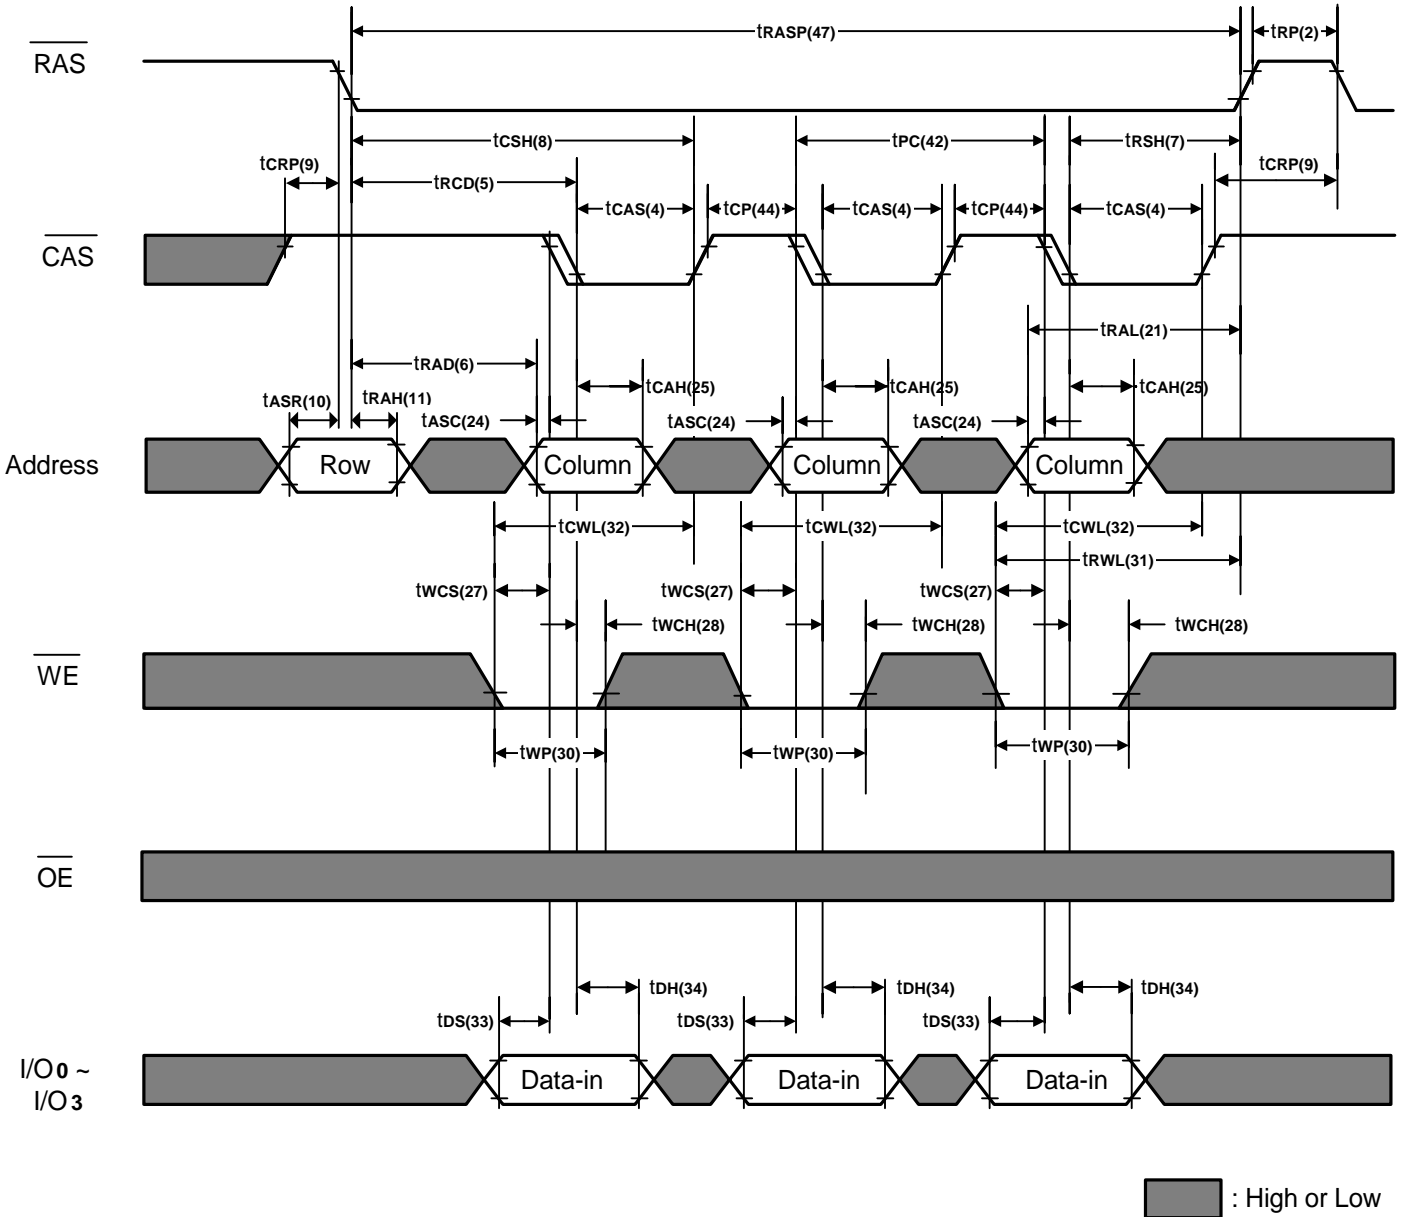 tRASP(47) tRP(2)
RAS
tCSH(8) tPC(42) tRSH(7)
tCRP(9) tRCD(5) tCRP(9)
tCAS(4) tCP(44) tCAS(4) tCP(44) tCAS(4)
CAS
tRAL(21)
tRAD(6)
tCAH(25) tCAH(25) tCAH(25)
tASR(10) tRAH(11)
tASC(24) tASC(24) tASC(24)
Address Row Column Column Column
tCWL(32) tCWL(32) tCWL(32)
tRWL(31)
tWCS(27) tWCS(27) tWCS(27)
tWCH(28) tWCH(28) tWCH(28)
WE
tWP(30) tWP(30) tWP(30)
OE
tDH(34) tDH(34) tDH(34)
tDS(33) tDS(33) tDS(33)
I/O0 ~
I/O3
Data-in Data-in Data-in
: High or Low